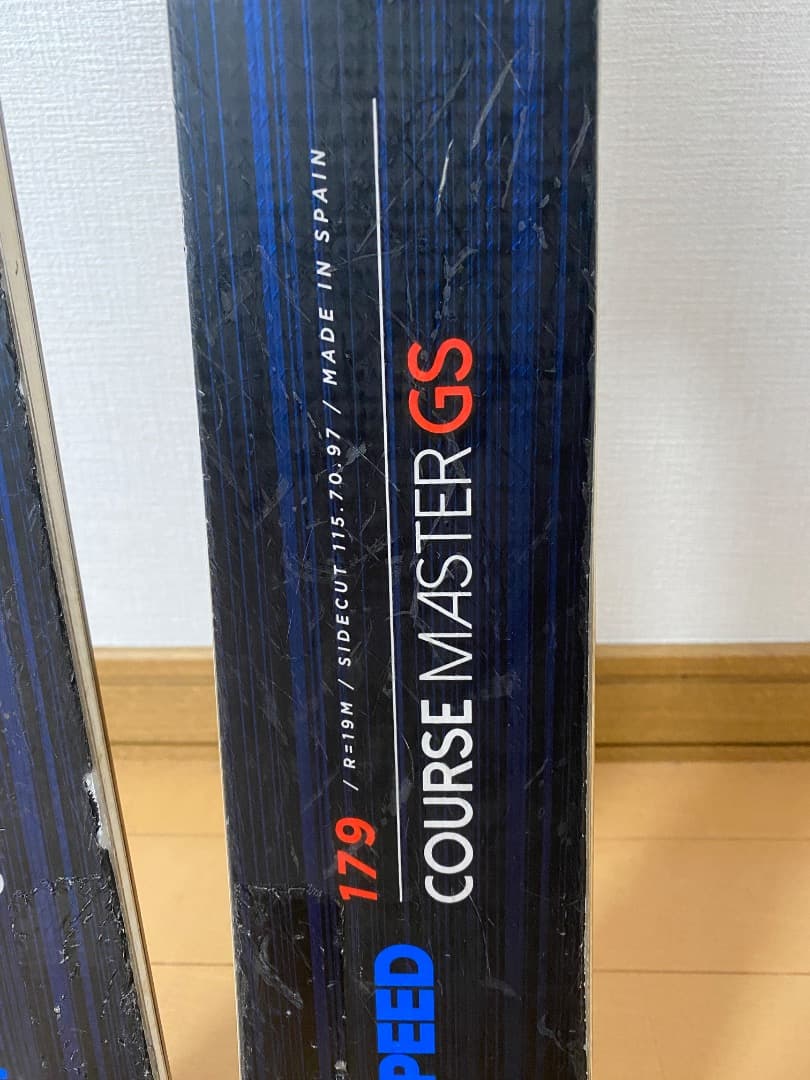 179 / R=19M / SIDECUT 115.70.97 / MADE IN SPAIN
COURSE MASTER GS
PEED